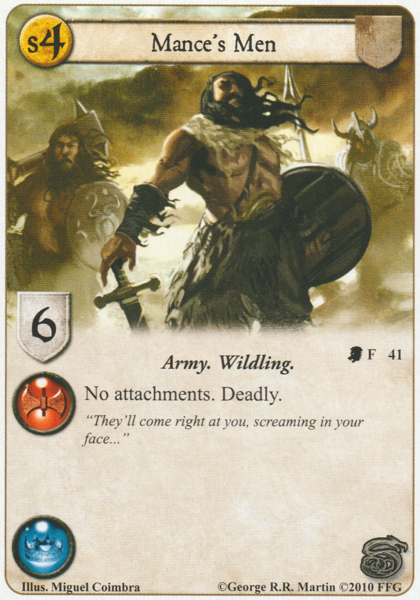 s4
Mance's Men
6
Army. Wildling.
F 41
No attachments. Deadly.
“They'll come right at you, screaming in your
face...”
Illus. Miguel Coimbra
©George R.R. Martin ©2010 FFG